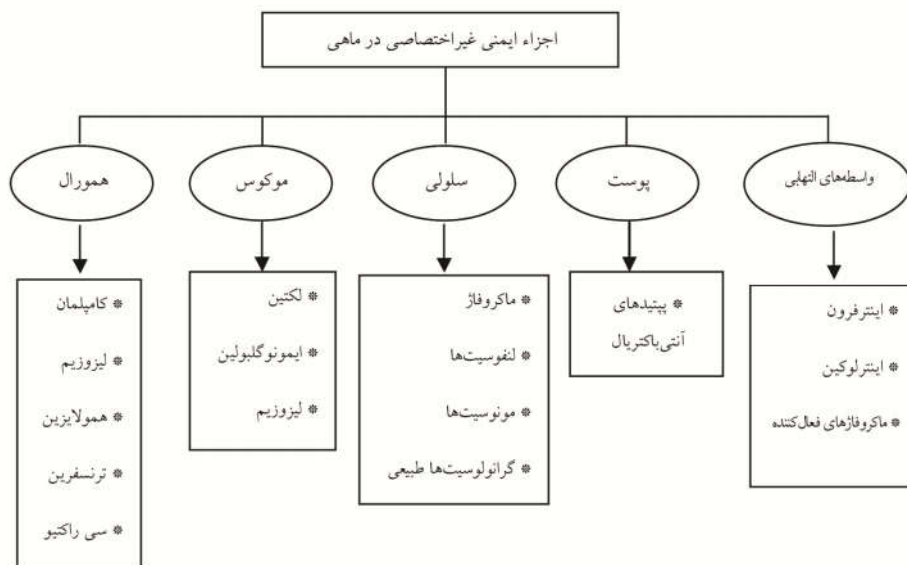 اجزاء ایمنی غیراختصاصی در ماهی
واسطه‌های التهابی
پوست
سلولی
موکوس
همورال
* اینترفرون
* اینترلوکین
* ماکروفاژهای فعال‌کننده
* پپتیدهای
آنتی‌باکتریال
* ماکروفاژ
* لنفوسیت‌ها
* مونوسیت‌ها
* گرانولوسیت‌ها طبیعی
* لکتین
* ایمونوگلبولین
* لیزوزیم
* کامپلمان
* لیزوزیم
* همولایزین
* ترنسفرین
* سی راکتیو